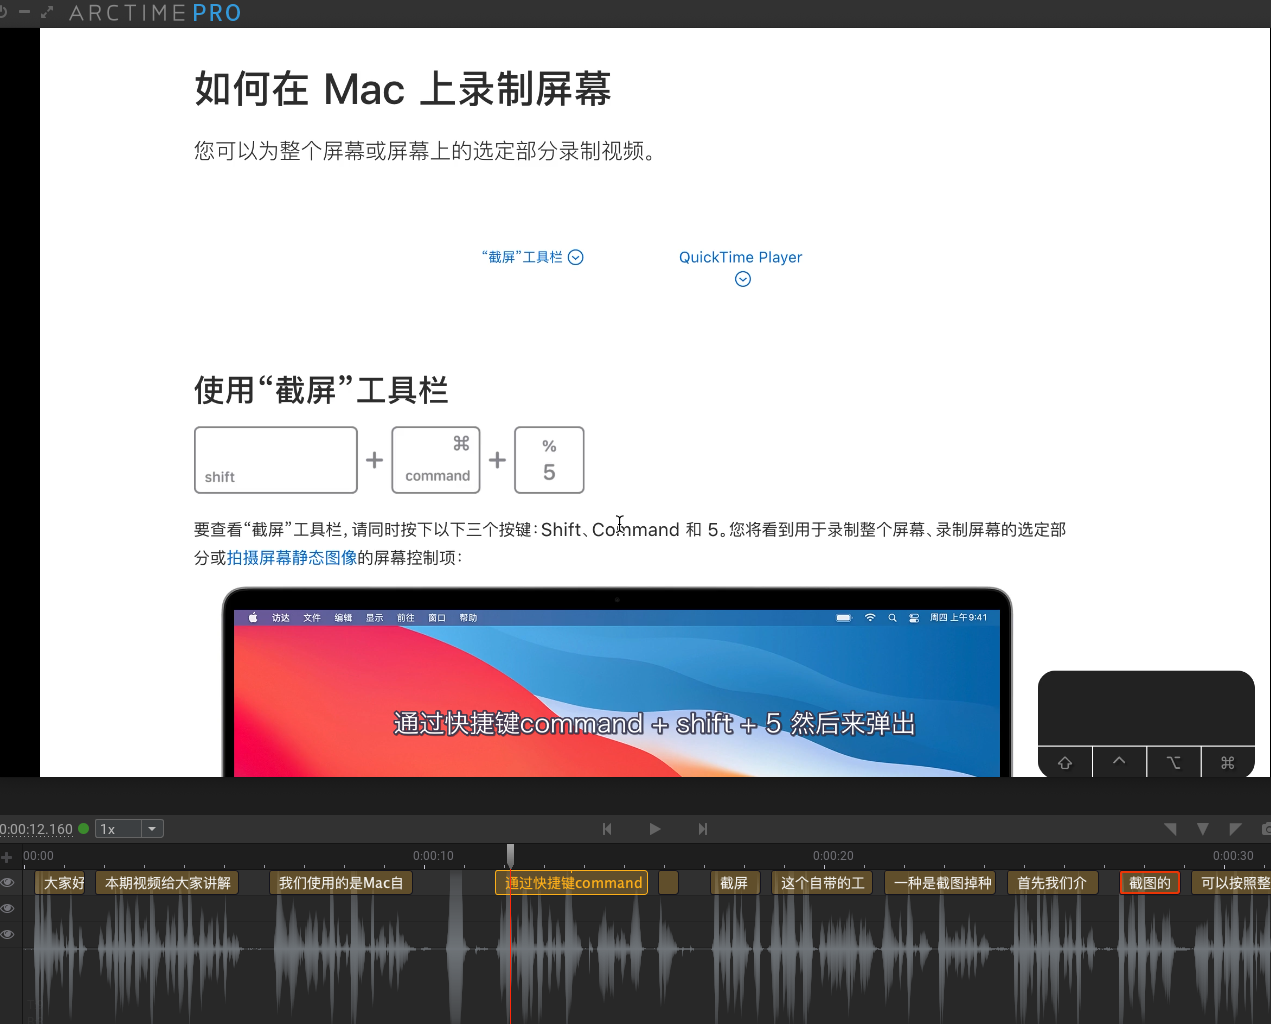 ARCTIME PRO
如何在 Mac 上录制屏幕
您可以为整个屏幕或屏幕上的选定部分录制视频。
“截屏”工具栏
QuickTime Player
使用“截屏”工具栏
shift + ⌘ command + % 5
要查看“截屏”工具栏，请同时按下以下三个按键：Shift、Command 和 5。您将看到用于录制整个屏幕、录制屏幕的选定部
分或拍摄屏幕静态图像的屏幕控制项：
访达 文件 编辑 显示 前往 窗口 帮助 周四 上午9:41
通过快捷键command + shift + 5 然后来弹出
0:00:12.160 1x
00:00 0:00:10 0:00:20 0:00:30
大家好 本期视频给大家讲解 我们使用的是Mac自 通过快捷键command 截屏 这个自带的工 一种是截图掉种 首先我们介 截图的 可以按照整